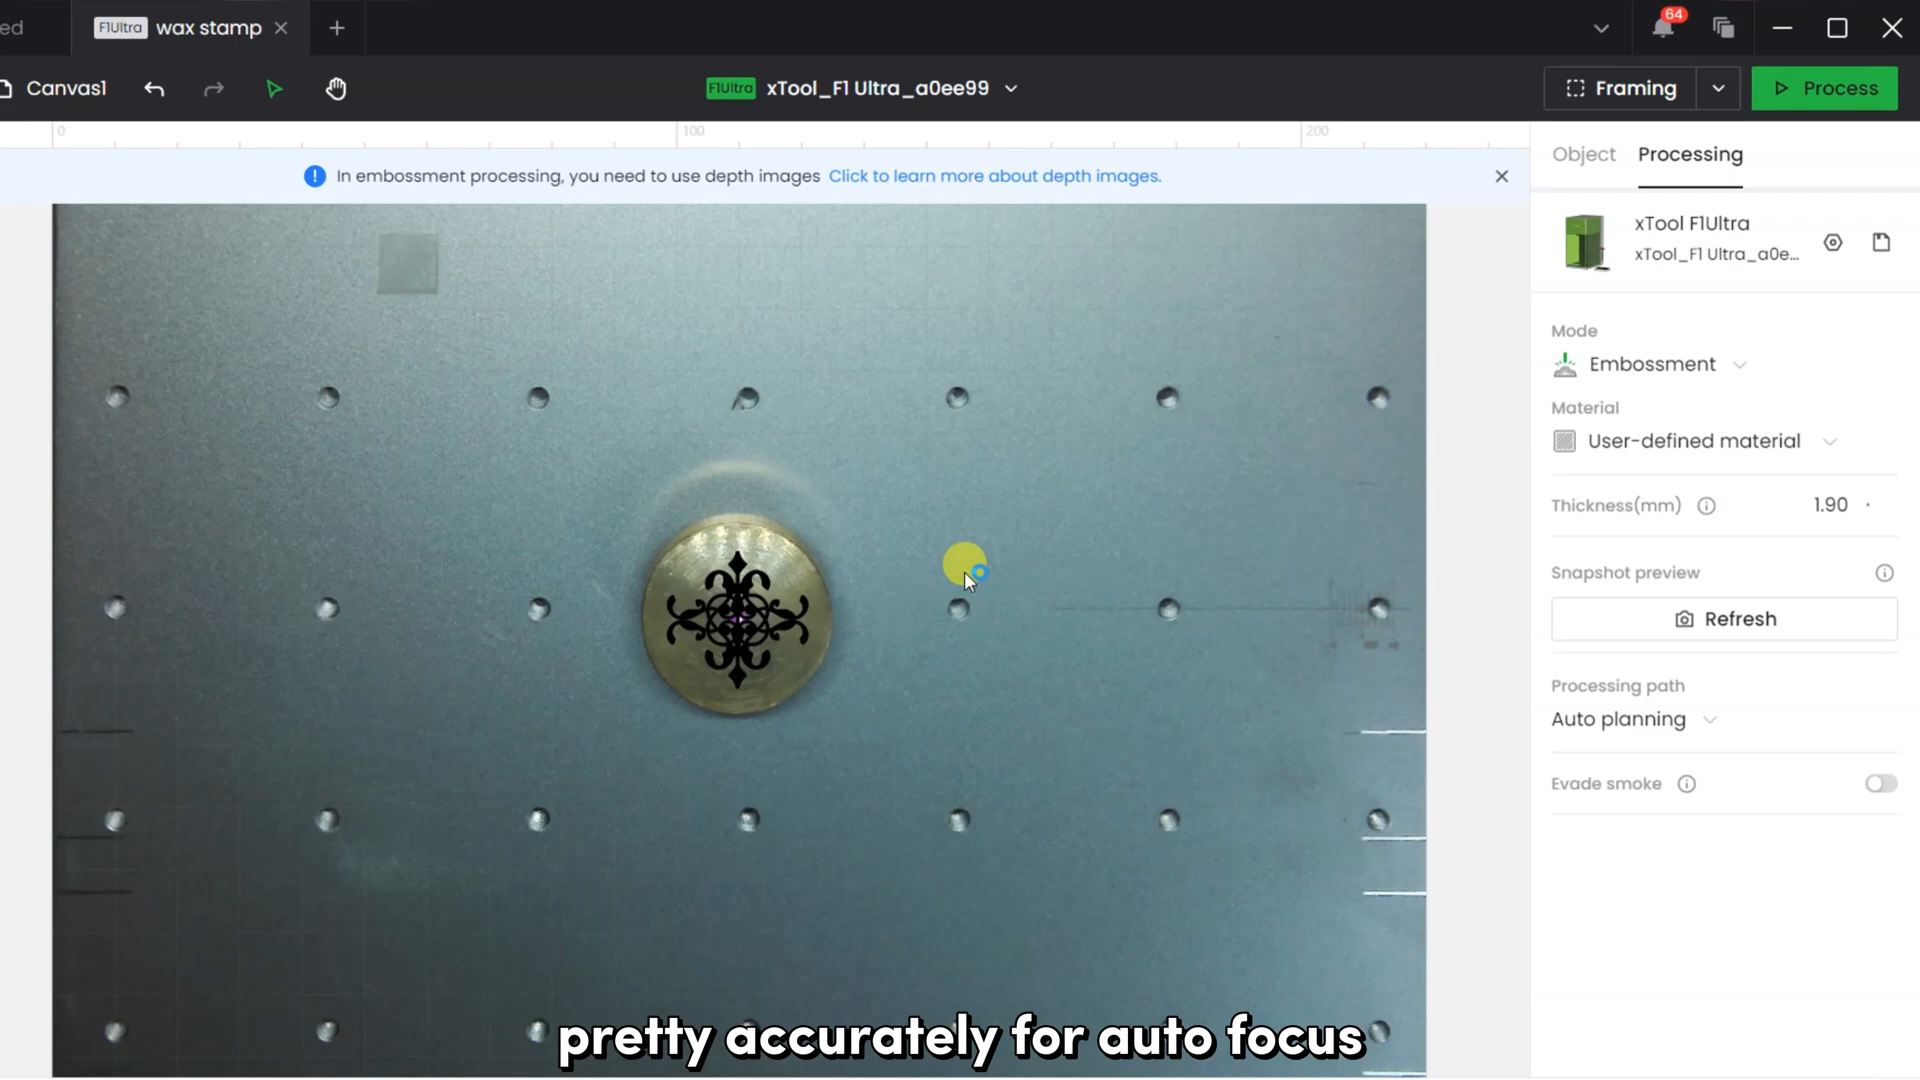 ed
F1Ultra wax stamp
64
Canvas1
F1Ultra xTool_F1 Ultra_a0ee99
Framing
Process
0 100 200
In embossment processing, you need to use depth images Click to learn more about depth images.
Object Processing
xTool F1Ultra
xTool_F1 Ultra_a0e...
Mode
Embossment
Material
User-defined material
Thickness(mm) 1.90
Snapshot preview
Refresh
Processing path
Auto planning
Evade smoke
pretty accurately for auto focus